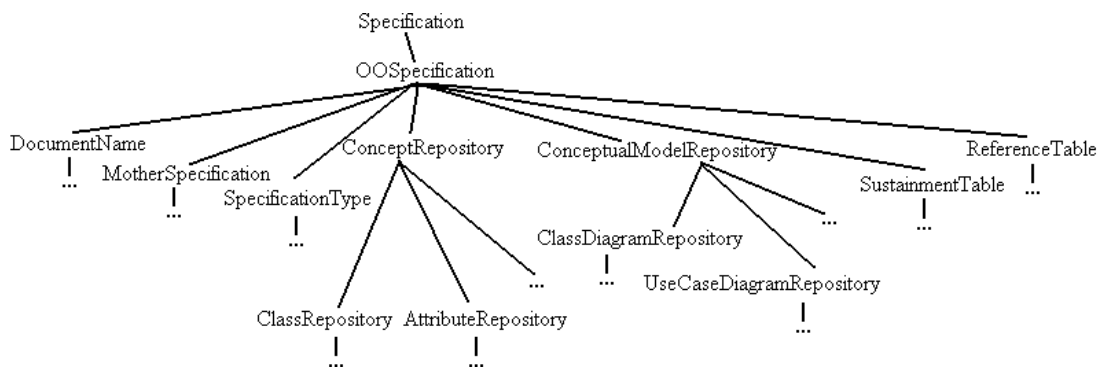 Specification
OOSpecification
DocumentName
...
MotherSpecification
...
SpecificationType
...
ConceptRepository
ConceptualModelRepository
ReferenceTable
...
SustainmentTable
...
...
ClassDiagramRepository
...
UseCaseDiagramRepository
...
...
ClassRepository
...
AttributeRepository
...